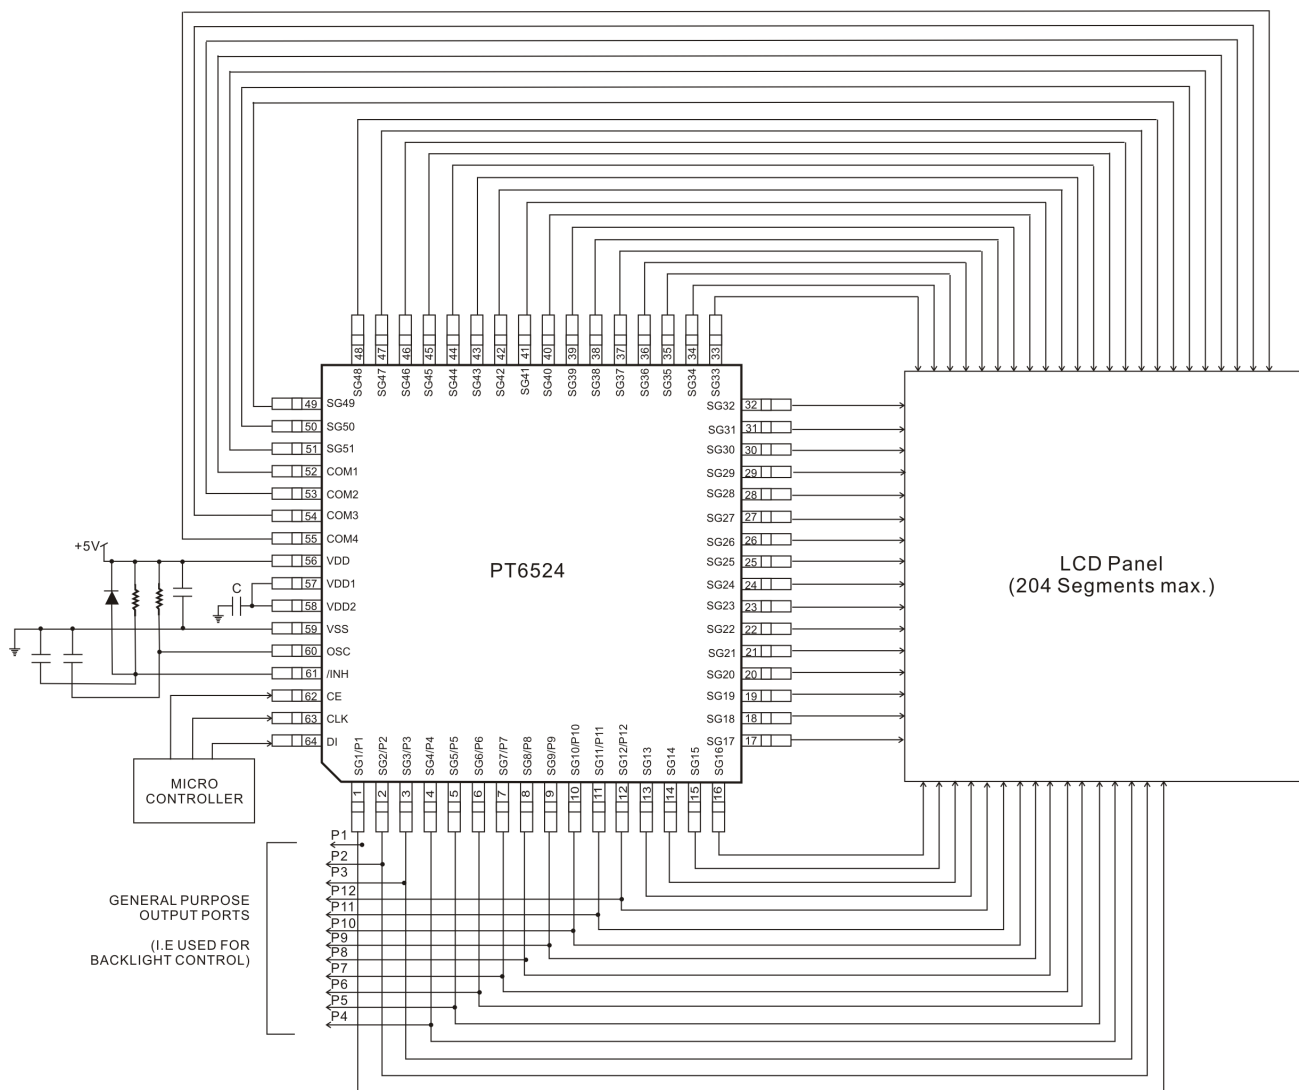 48 47 46 45 44 43 42 41 40 39 38 37 36 35 34 33
SG48 SG47 SG46 SG45 SG44 SG43 SG42 SG41 SG40 SG39 SG38 SG37 SG36 SG35 SG34 SG33
49 SG49
50 SG50
51 SG51
52 COM1
53 COM2
54 COM3
55 COM4
56 VDD
57 VDD1
58 VDD2
59 VSS
60 OSC
61 /INH
62 CE
63 CLK
64 DI
+5V
C
PT6524
SG32 32
SG31 31
SG30 30
SG29 29
SG28 28
SG27 27
SG26 26
SG25 25
SG24 24
SG23 23
SG22 22
SG21 21
SG20 20
SG19 19
SG18 18
SG17 17
LCD Panel
(204 Segments max.)
MICRO
CONTROLLER
SG1/P1 SG2/P2 SG3/P3 SG4/P4 SG5/P5 SG6/P6 SG7/P7 SG8/P8 SG9/P9 SG10/P10 SG11/P11 SG12/P12 SG13 SG14 SG15 SG16
1 2 3 4 5 6 7 8 9 10 11 12 13 14 15 16
P1
P2
P3
P12
P11
P10
P9
P8
P7
P6
P5
P4
GENERAL PURPOSE
OUTPUT PORTS
(I.E USED FOR
BACKLIGHT CONTROL)